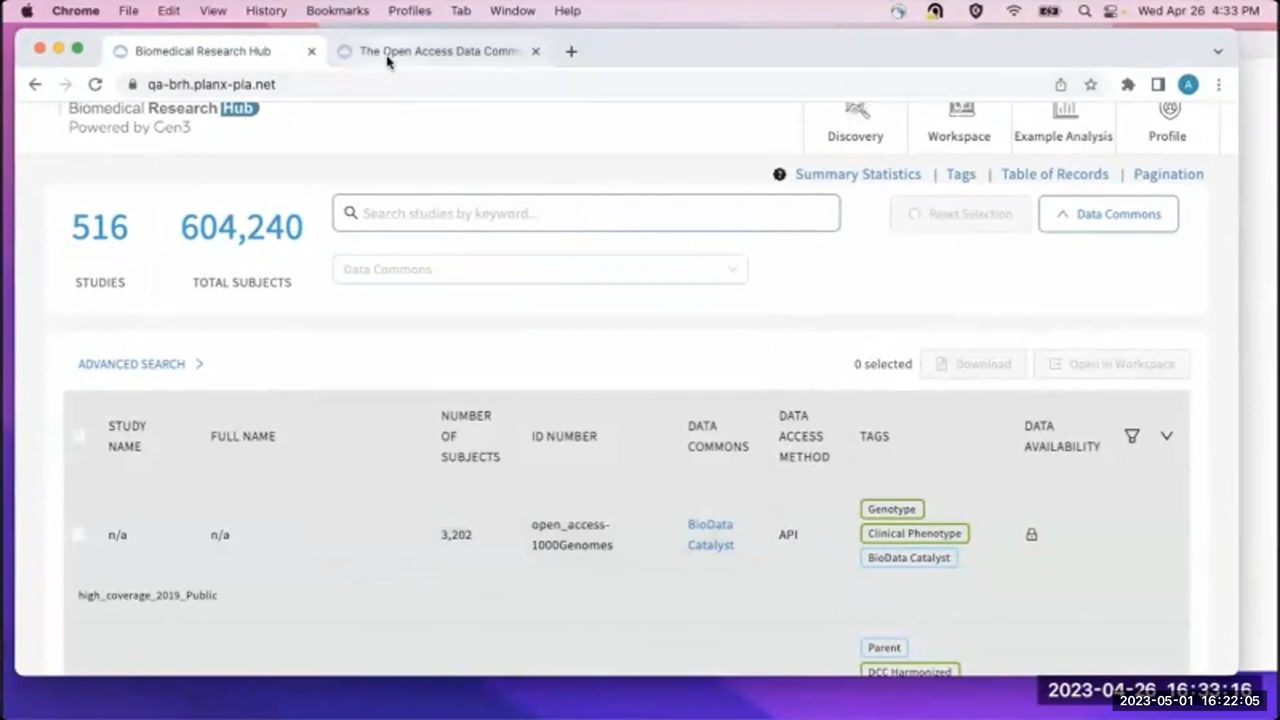 Chrome File Edit View History Bookmarks Profiles Tab Window Help Wed Apr 26 4:33 PM
Biomedical Research Hub The Open Access Data Comm
qa-brh.planx-pla.net A
Biomedical Research Hub
Powered by Gen3
Discovery Workspace Example Analysis Profile
Summary Statistics | Tags | Table of Records | Pagination
516 604,240
STUDIES TOTAL SUBJECTS
Search studies by keyword...
Reset Selection Data Commons
Data Commons
ADVANCED SEARCH
0 selected Download Open in Workspace
STUDY NAME FULL NAME NUMBER OF SUBJECTS ID NUMBER DATA COMMONS DATA ACCESS METHOD TAGS DATA AVAILABILITY
n/a n/a 3,202 open_access-1000Genomes BioData Catalyst API
Genotype
Clinical Phenotype
BioData Catalyst
high_coverage_2019_Public
Parent
DCC Harmonized
2023-04-26 16:33:16
2023-05-01 16:22:05